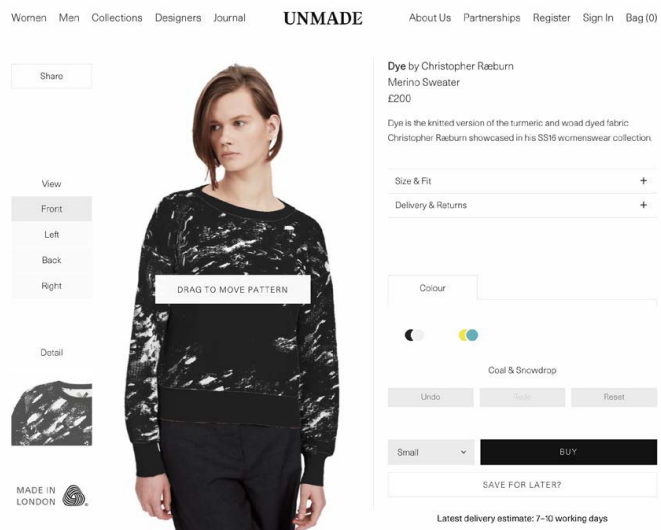 Women Men Collections Designers Journal
UNMADE
About Us Partnerships Register Sign In Bag (0)
Share
View
Front
Left
Back
Right
Detail
MADE IN
LONDON
DRAG TO MOVE PATTERN
Dye by Christopher Ræburn
Merino Sweater
£200
Dye is the knitted version of the turmeric and woad dyed fabric
Christopher Ræburn showcased in his SS16 womenswear collection.
Size & Fit +
Delivery & Returns +
Colour
Coal & Snowdrop
Undo Reset
Small BUY
SAVE FOR LATER?
Latest delivery estimate: 7–10 working days